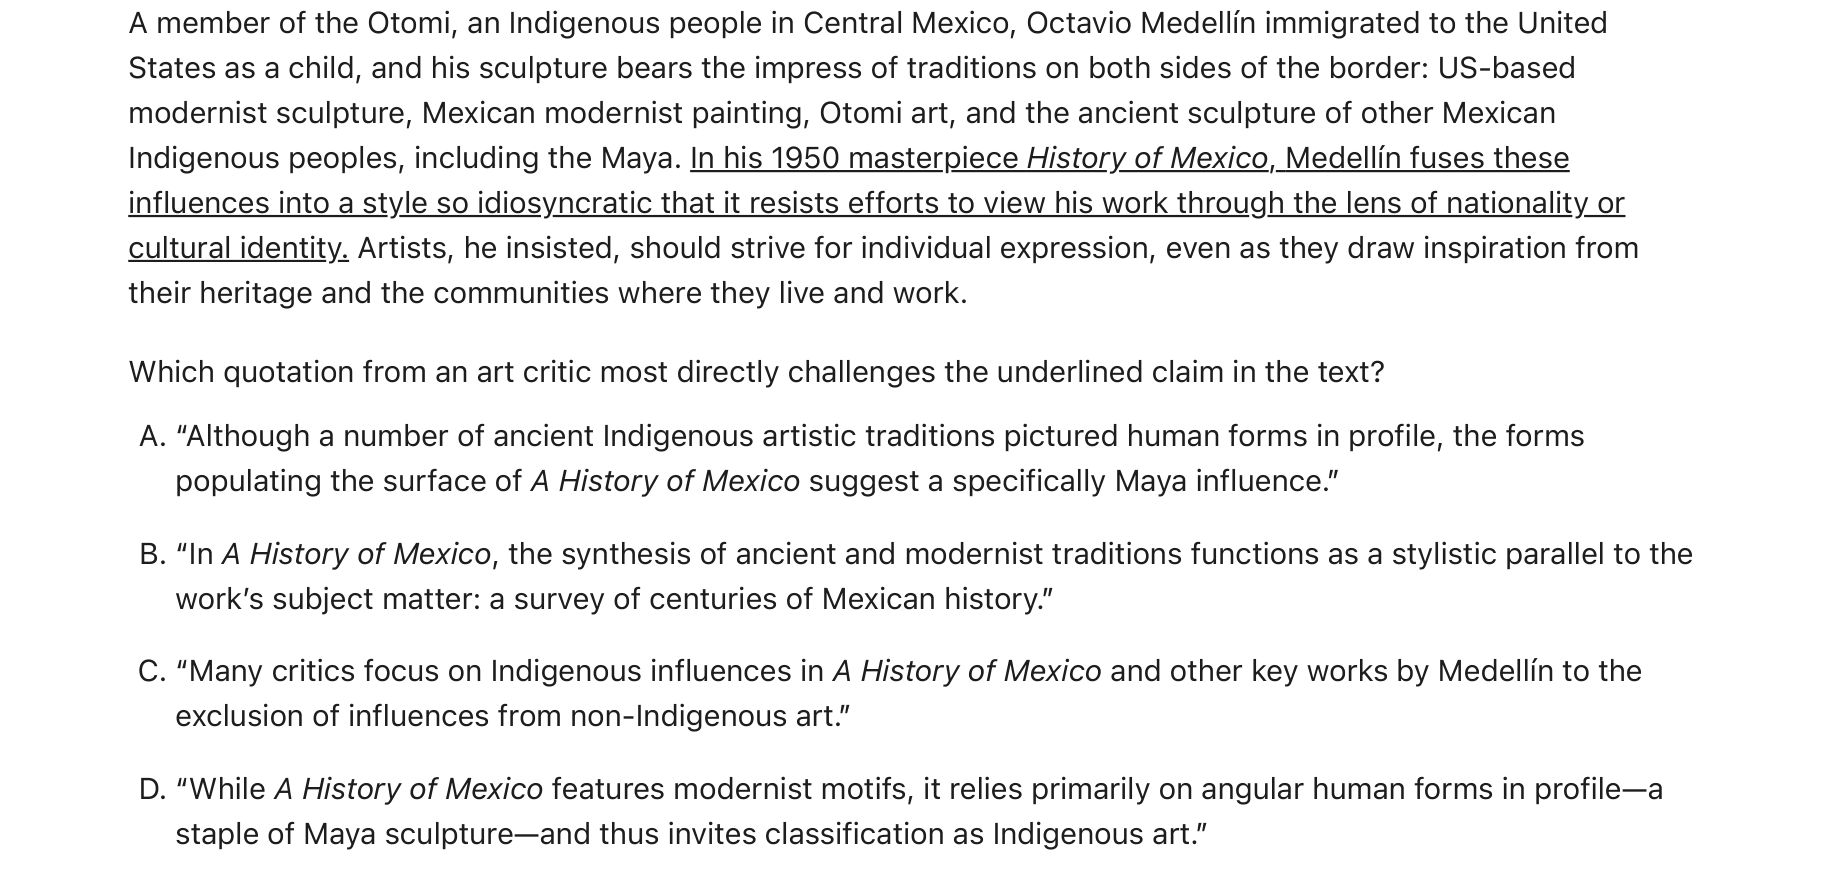 A member of the Otomi, an Indigenous people in Central Mexico, Octavio Medellín immigrated to the United
States as a child, and his sculpture bears the impress of traditions on both sides of the border: US-based
modernist sculpture, Mexican modernist painting, Otomi art, and the ancient sculpture of other Mexican
Indigenous peoples, including the Maya. In his 1950 masterpiece History of Mexico, Medellín fuses these
influences into a style so idiosyncratic that it resists efforts to view his work through the lens of nationality or
cultural identity. Artists, he insisted, should strive for individual expression, even as they draw inspiration from
their heritage and the communities where they live and work.
Which quotation from an art critic most directly challenges the underlined claim in the text?
A. “Although a number of ancient Indigenous artistic traditions pictured human forms in profile, the forms
populating the surface of A History of Mexico suggest a specifically Maya influence.”
B. “In A History of Mexico, the synthesis of ancient and modernist traditions functions as a stylistic parallel to the
work’s subject matter: a survey of centuries of Mexican history.”
C. “Many critics focus on Indigenous influences in A History of Mexico and other key works by Medellín to the
exclusion of influences from non-Indigenous art.”
D. “While A History of Mexico features modernist motifs, it relies primarily on angular human forms in profile—a
staple of Maya sculpture—and thus invites classification as Indigenous art.”